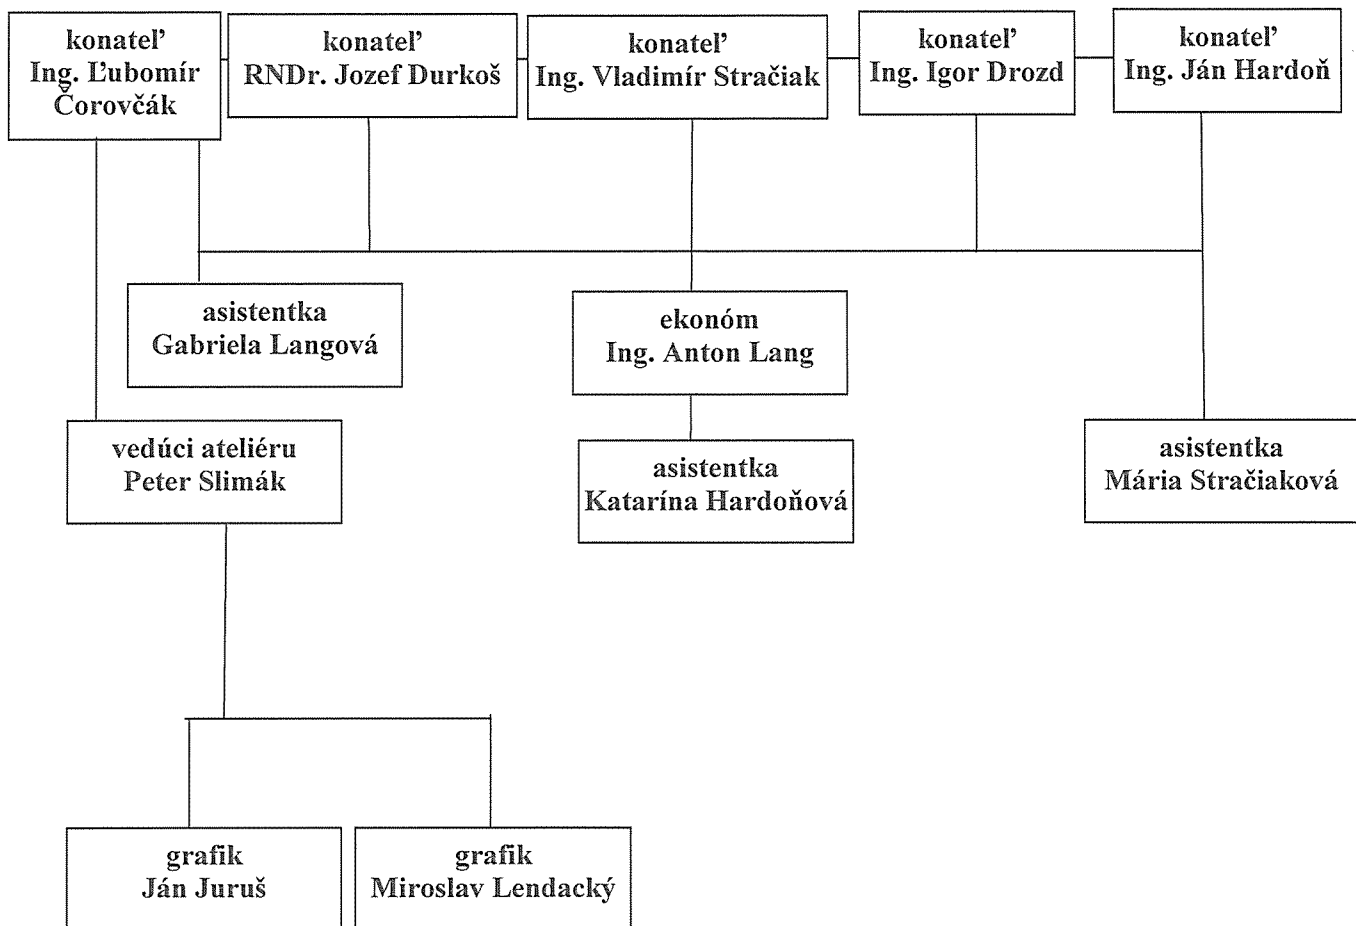 konateľ
Ing. Ľubomír
Čorovčák
konateľ
RNDr. Jozef Durkoš
konateľ
Ing. Vladimír Stračiak
konateľ
Ing. Igor Drozd
konateľ
Ing. Ján Hardoň
asistentka
Gabriela Langová
ekonóm
Ing. Anton Lang
vedúci ateliéru
Peter Slimák
asistentka
Katarína Hardoňová
asistentka
Mária Stračiaková
grafik
Ján Juruš
grafik
Miroslav Lendacký